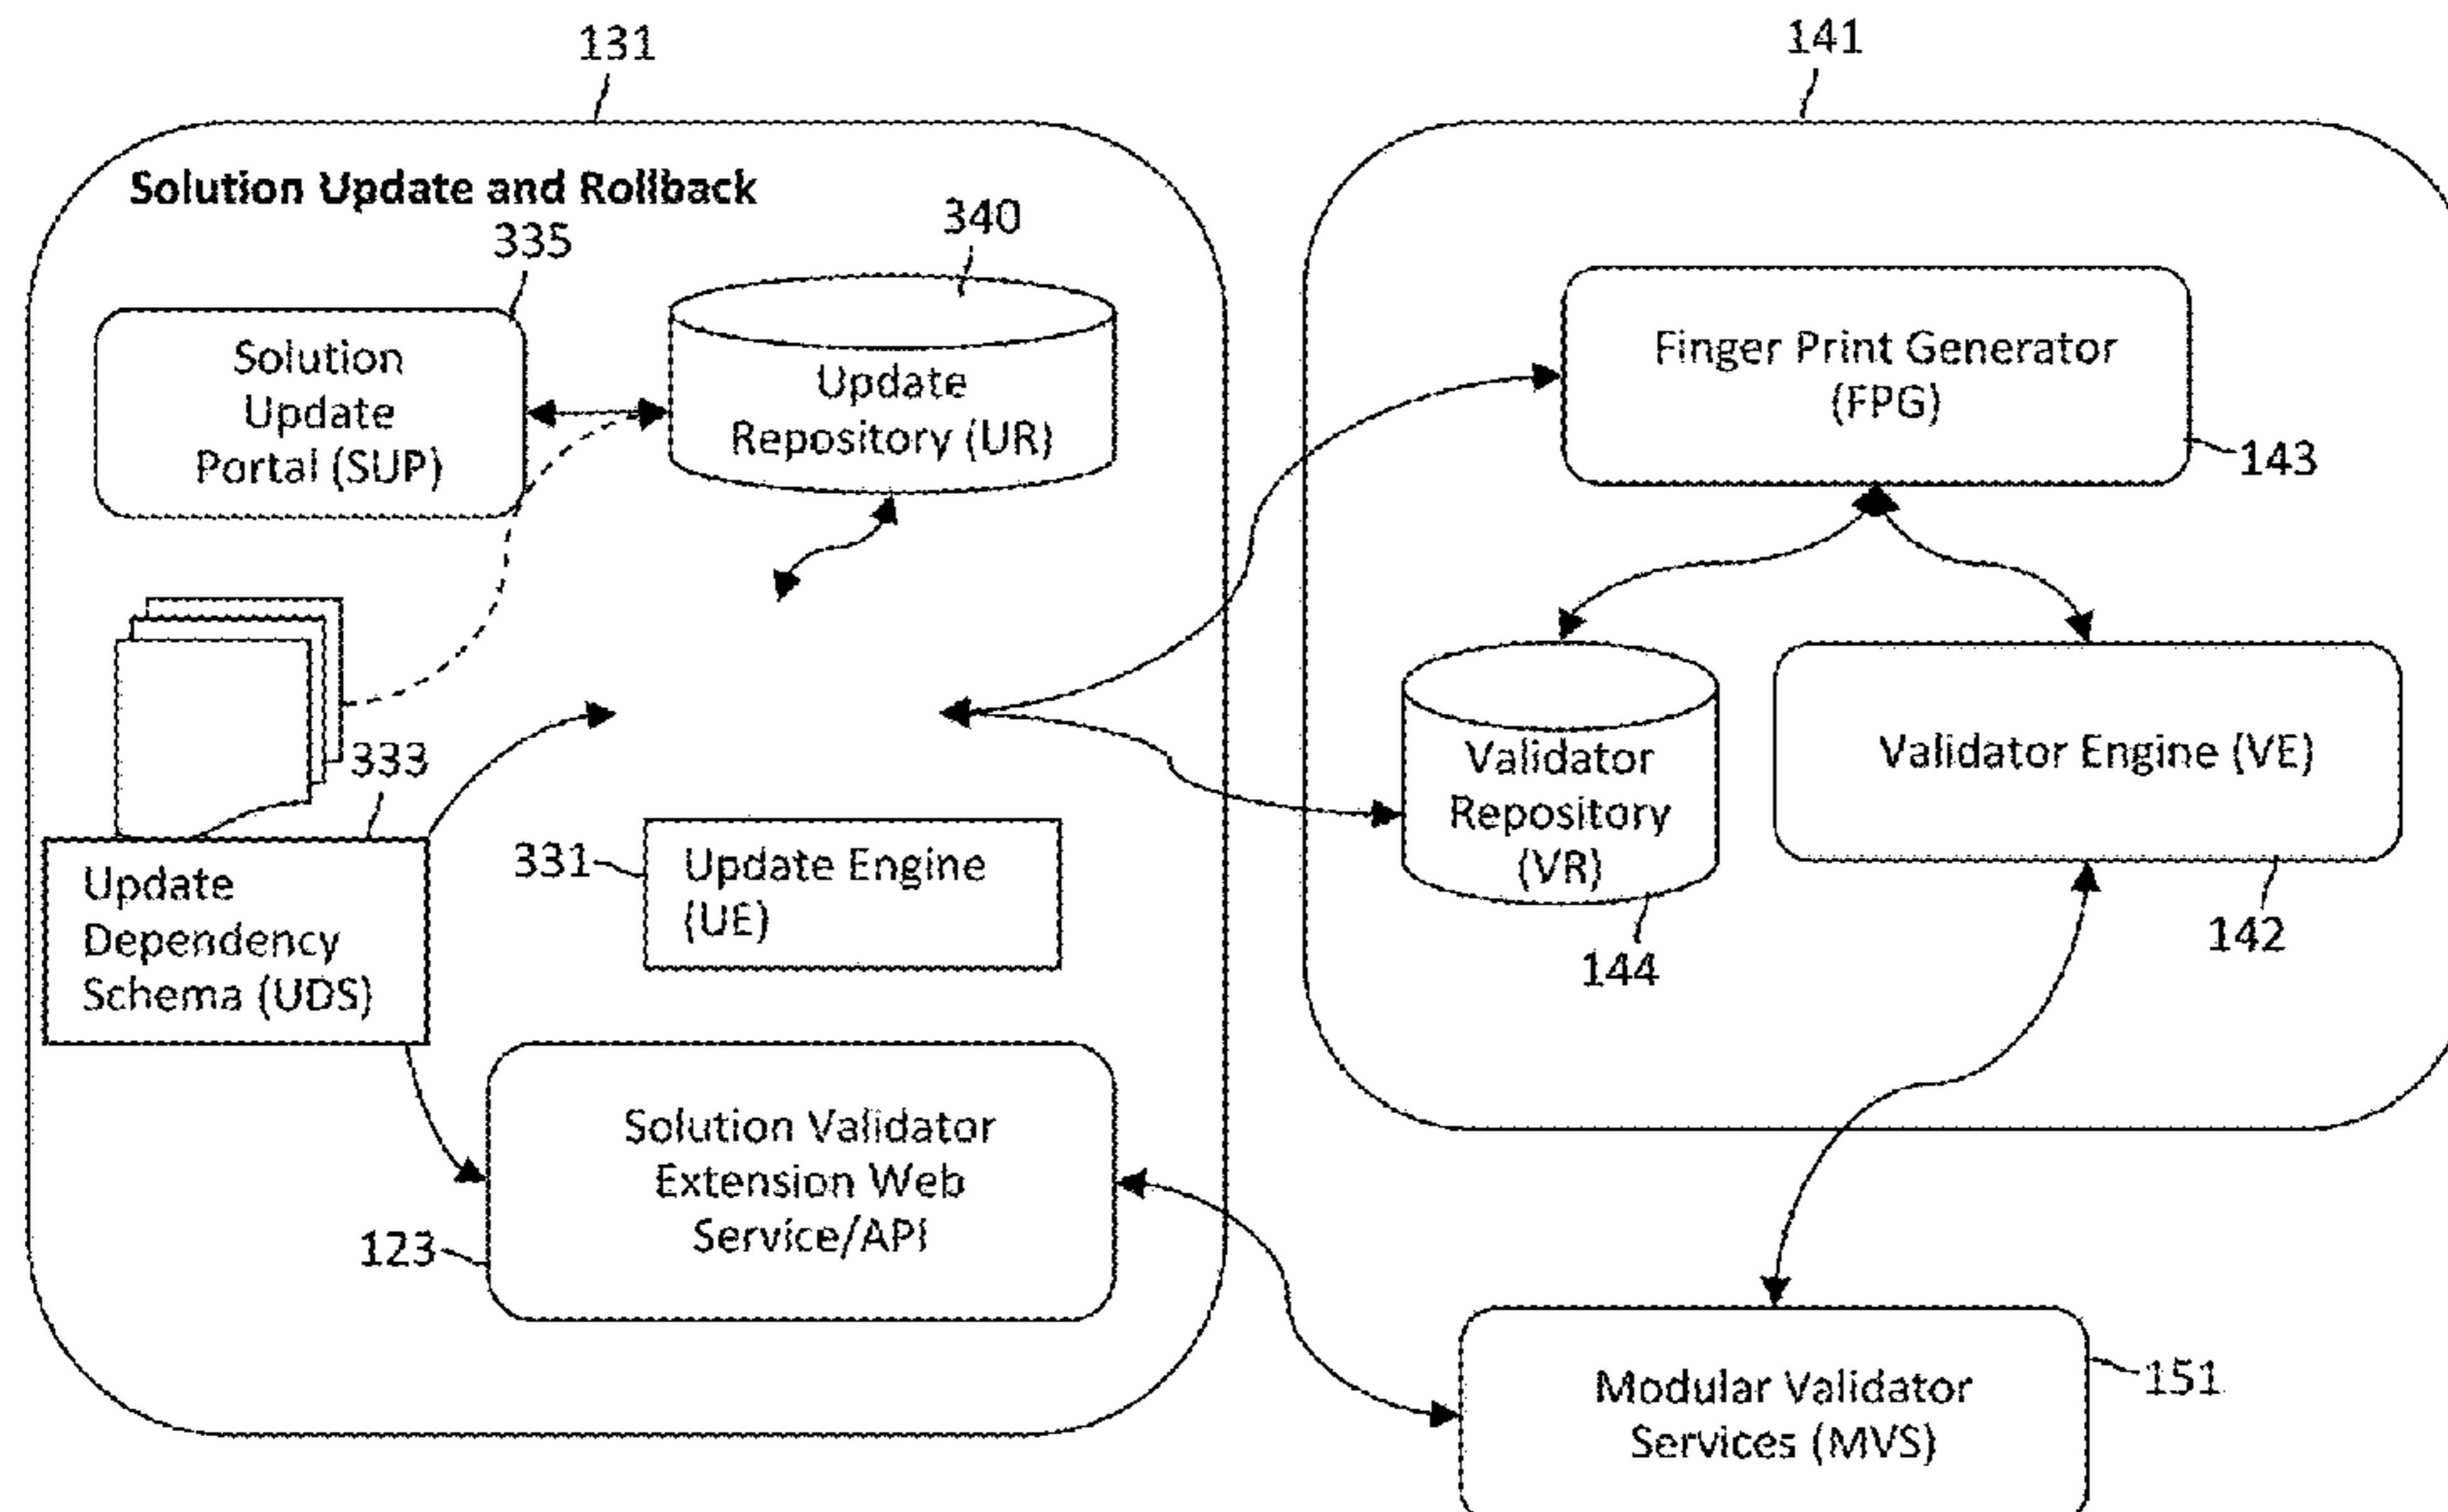 131
141
Solution Update and Rollback
335
340
Solution
Update
Portal (SUP)
Update
Repository (UR)
Finger Print Generator
(FPG)
143
333
Update
Dependency
Schema (UDS)
331
Update Engine
(UE)
Validator
Repository
(VR)
144
Validator Engine (VE)
142
Solution Validator
Extension Web
Service/API
123
Modular Validator
Services (MVS)
151